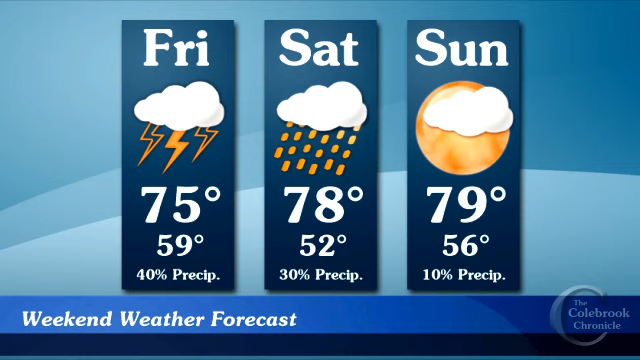 Fri
75°
59°
40% Precip.
Sat
78°
52°
30% Precip.
Sun
79°
56°
10% Precip.
Weekend Weather Forecast
The
Colebrook
Chronicle